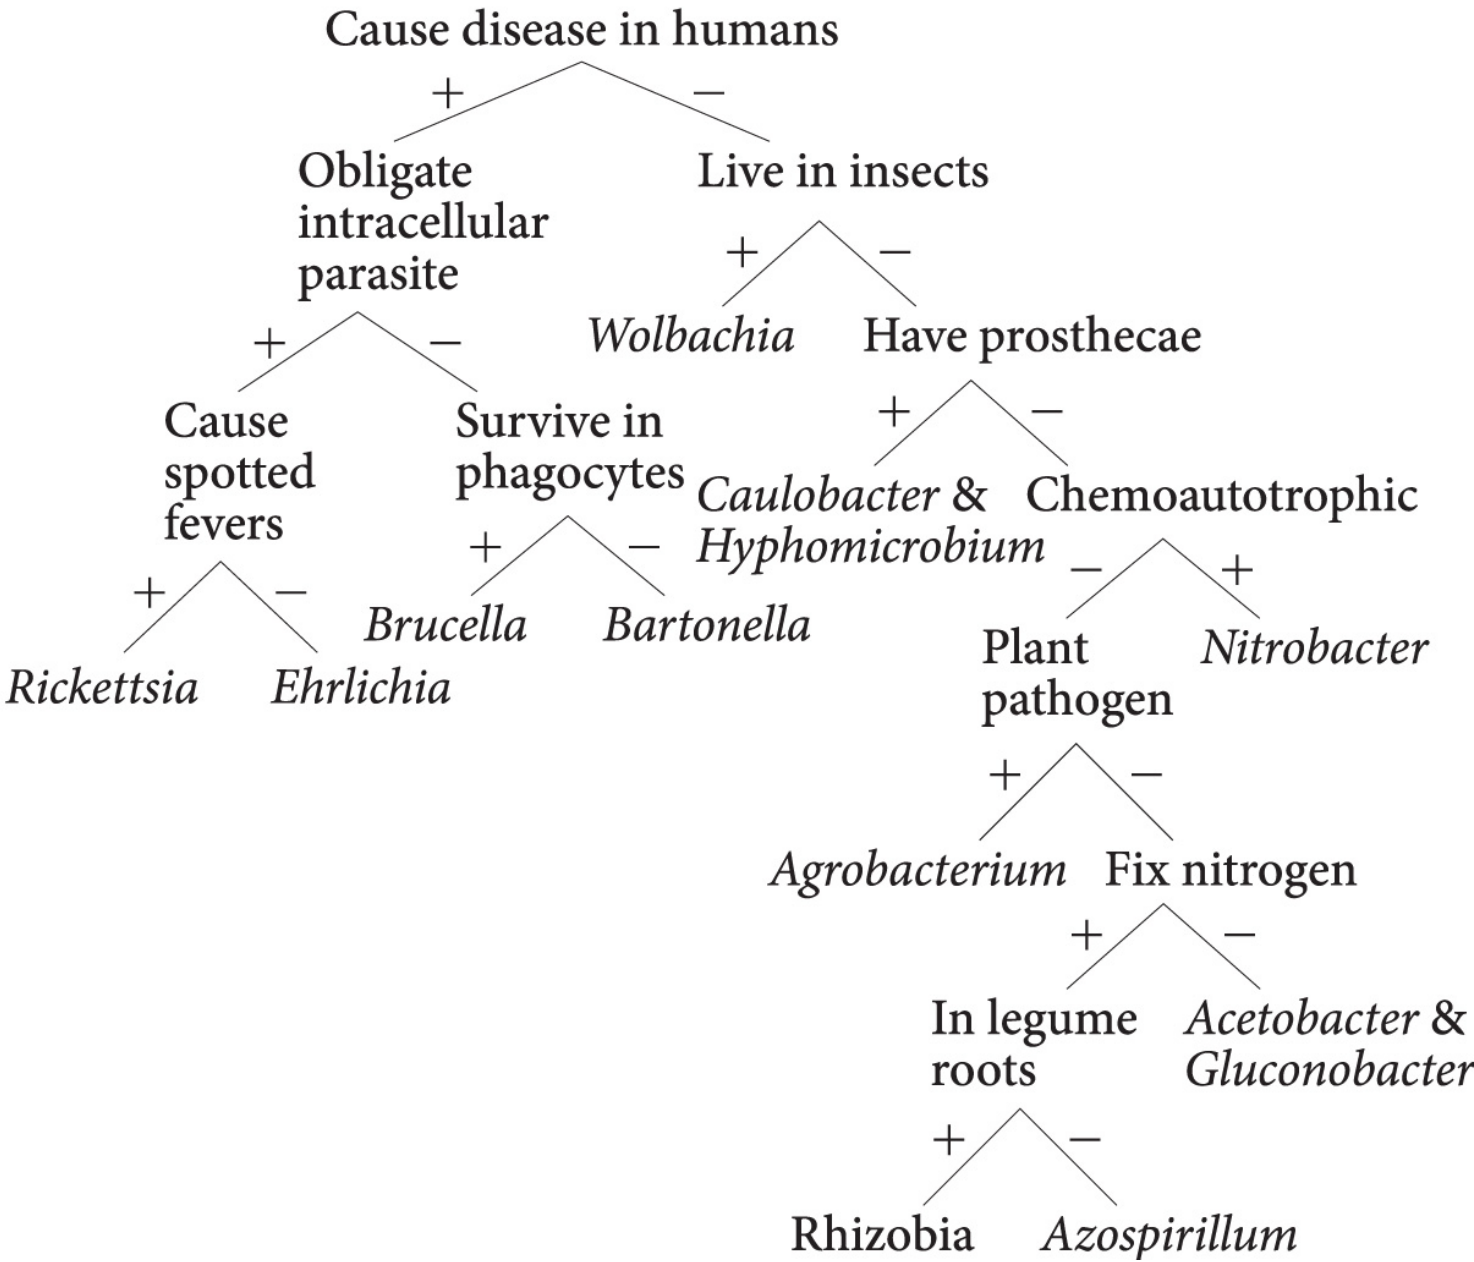 Cause disease in humans
+ −
Obligate
intracellular
parasite
Live in insects
+ −
Wolbachia
Have prosthecae
+ −
Cause
spotted
fevers
Survive in
phagocytes
+ −
Caulobacter &
Hyphomicrobium
Chemoautotrophic
+ −
Rickettsia
Ehrlichia
+ −
Brucella
Bartonella
− +
Plant
pathogen
Nitrobacter
+ −
Agrobacterium
Fix nitrogen
+ −
In legume
roots
Acetobacter &
Gluconobacter
+ −
Rhizobia
Azospirillum